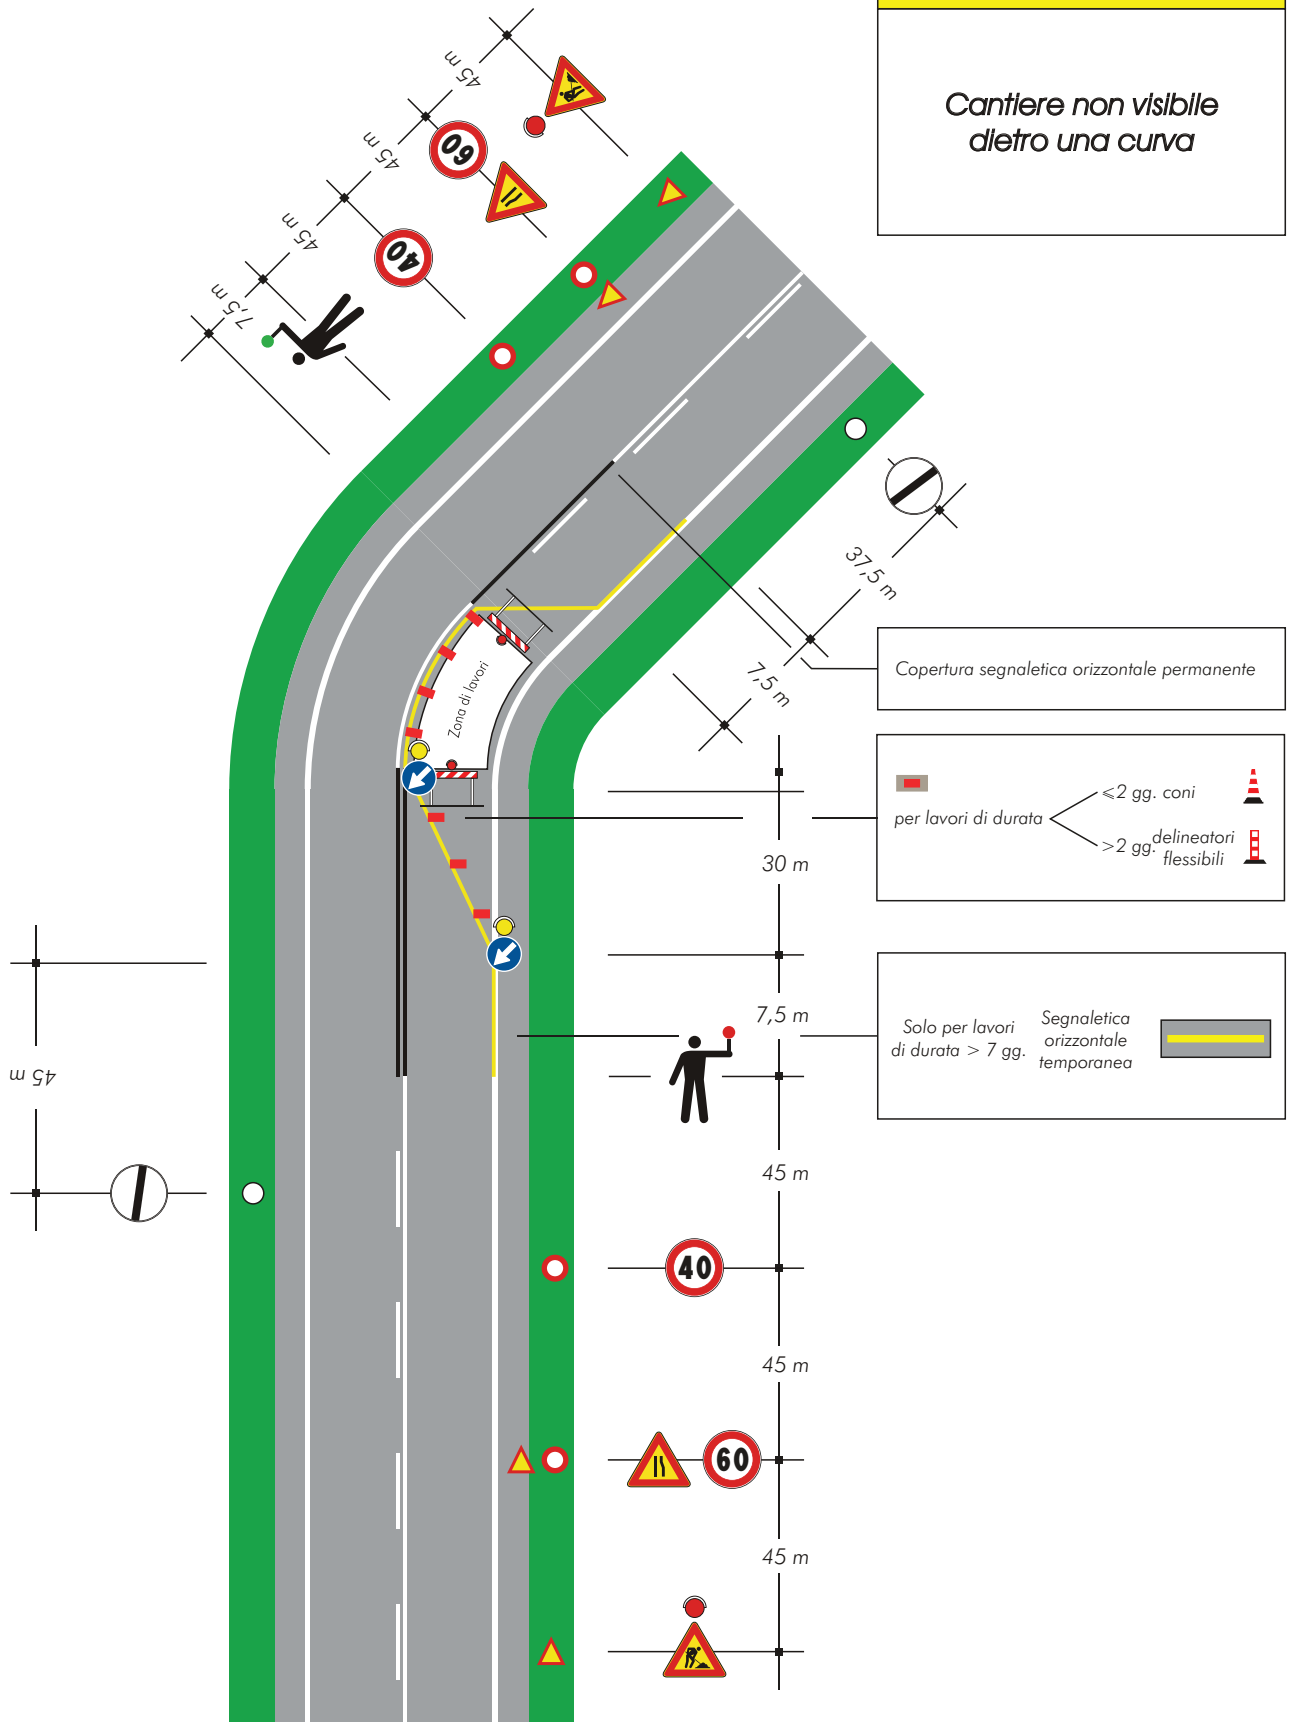 Cantiere non visibile
dietro una curva
45 m
45 m
60
45 m
40
7,5 m
37,5 m
7,5 m
Copertura segnaletica orizzontale permanente
Zona di lavori
per lavori di durata
⩽2 gg. coni
>2 gg. delineatori
flessibili
30 m
7,5 m
Solo per lavori
di durata > 7 gg.
Segnaletica
orizzontale
temporanea
45 m
45 m
40
45 m
60
45 m